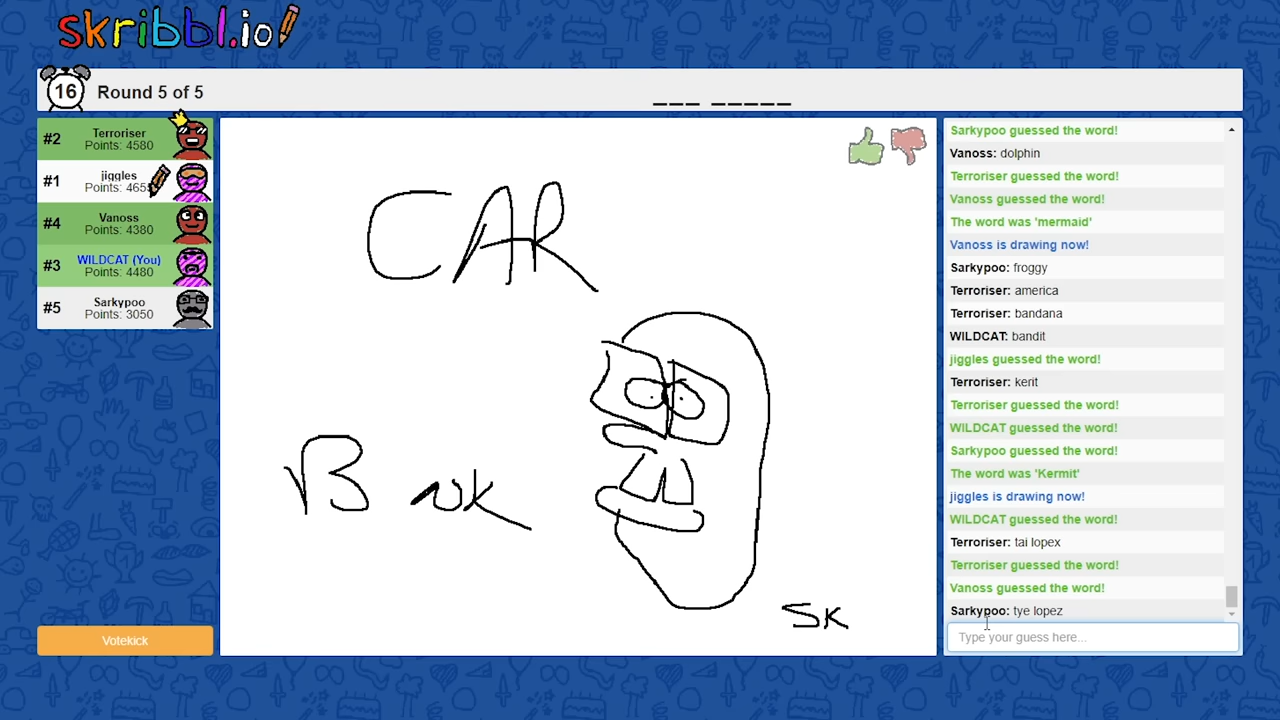 skribbl.io
16
Round 5 of 5
___ _____
#2
Terroriser
Points: 4580
#1
jiggles
Points: 465
#4
Vanoss
Points: 4380
#3
WILDCAT (You)
Points: 4480
#5
Sarkypoo
Points: 3050
Votekick
CAR
SK
Sarkypoo guessed the word!
Vanoss: dolphin
Terroriser guessed the word!
Vanoss guessed the word!
The word was 'mermaid'
Vanoss is drawing now!
Sarkypoo: froggy
Terroriser: america
Terroriser: bandana
WILDCAT: bandit
jiggles guessed the word!
Terroriser: kerit
Terroriser guessed the word!
WILDCAT guessed the word!
Sarkypoo guessed the word!
The word was 'Kermit'
jiggles is drawing now!
WILDCAT guessed the word!
Terroriser: tai lopex
Terroriser guessed the word!
Vanoss guessed the word!
Sarkypoo: tye lopez
Type your guess here...